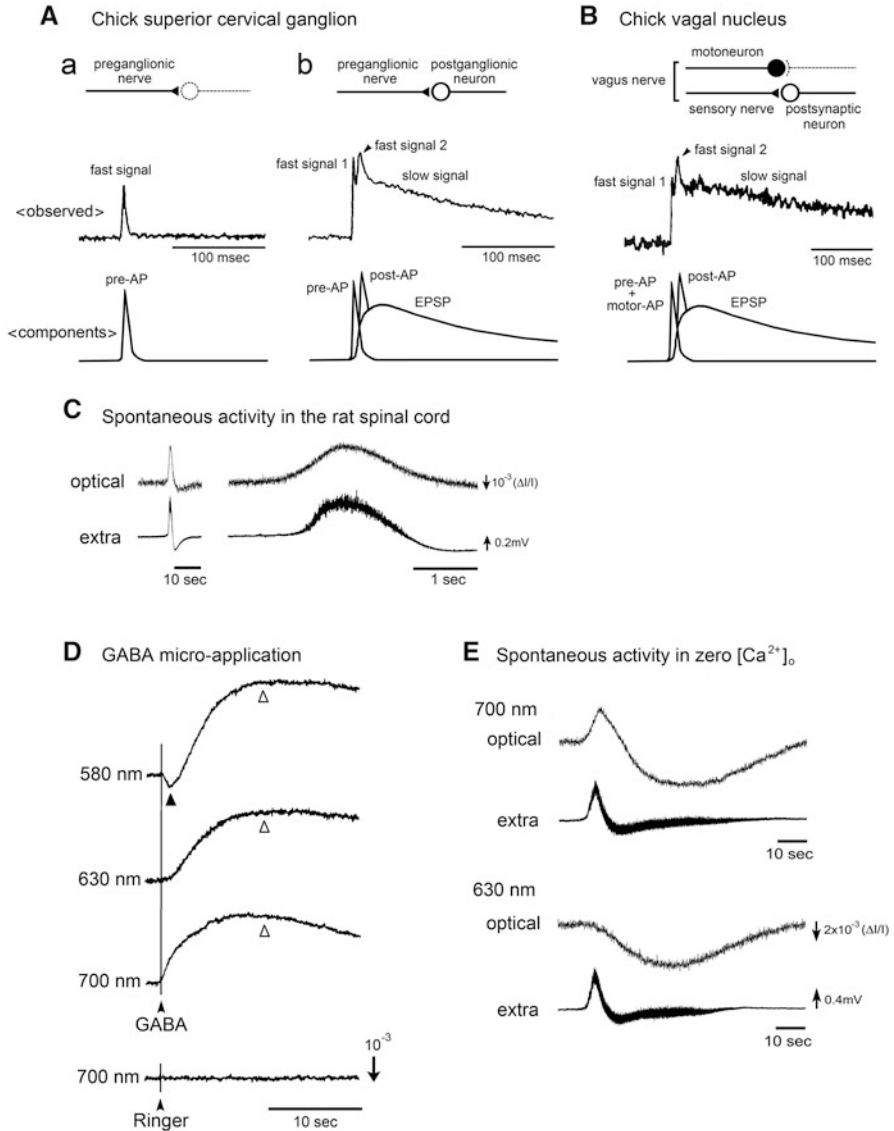 A Chick superior cervical ganglion
a
preganglionic
nerve
fast signal
<observed>
100 msec
pre-AP
<components>
b
preganglionic
nerve
postganglionic
neuron
fast signal 1
fast signal 2
slow signal
100 msec
pre-AP
post-AP
EPSP
B Chick vagal nucleus
motoneuron
vagus nerve
sensory nerve
postsynaptic
neuron
fast signal 1
fast signal 2
slow signal
100 msec
pre-AP
+
motor-AP
post-AP
EPSP
C Spontaneous activity in the rat spinal cord
optical
10⁻³(ΔI/I)
extra
0.2mV
10 sec
1 sec
D GABA micro-application
580 nm
630 nm
700 nm
GABA
10⁻³
700 nm
Ringer
10 sec
E Spontaneous activity in zero [Ca²⁺]ₒ
700 nm
optical
extra
10 sec
630 nm
optical
2x10⁻³(ΔI/I)
extra
0.4mV
10 sec